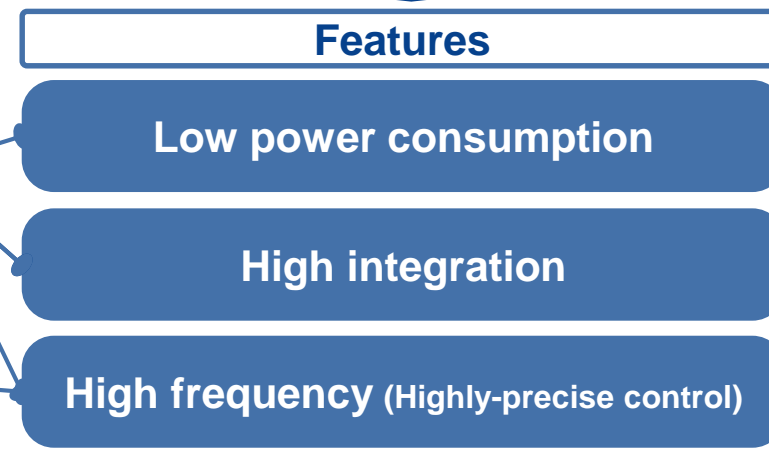 Features
Low power consumption
High integration
High frequency (Highly-precise control)